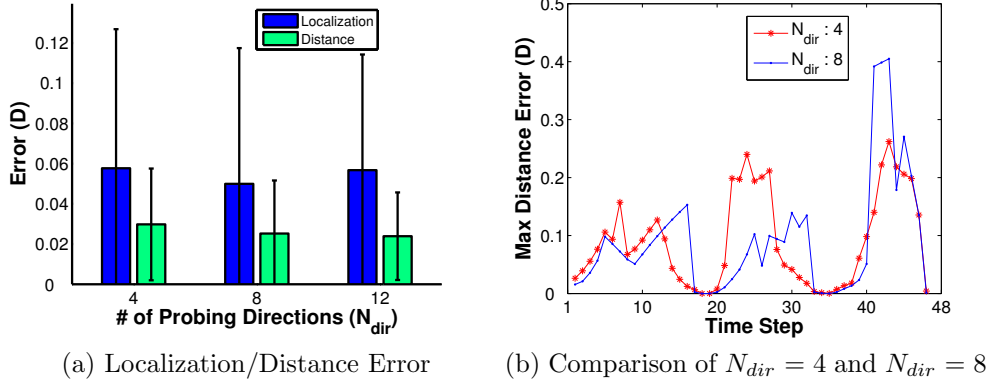 0.12
0.1
0.08
0.06
0.04
0.02
0
Error (D)
Localization
Distance
4
8
12
# of Probing Directions (N_dir)
(a) Localization/Distance Error
0.5
0.4
0.3
0.2
0.1
0
Max Distance Error (D)
N_dir : 4
N_dir : 8
1
10
20
30
40
48
Time Step
(b) Comparison of N_dir = 4 and N_dir = 8